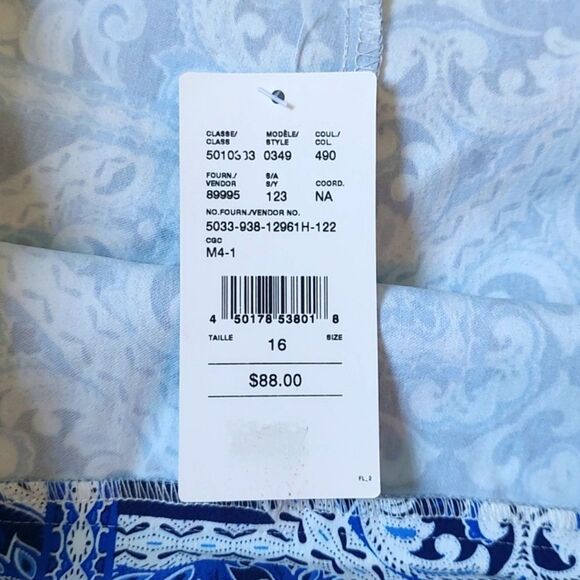 CLASSE/ MODÈLE/ COUL./
CLASS STYLE COL.
5010303 0349 490
FOURN./ S/A
VENDOR S/Y COORD.
89995 123 NA
NO.FOURN./VENDOR NO.
5033-938-12961H-122
CGC
M4-1
4 50178 53801 8
TAILLE SIZE
16
$88.00
FL_2